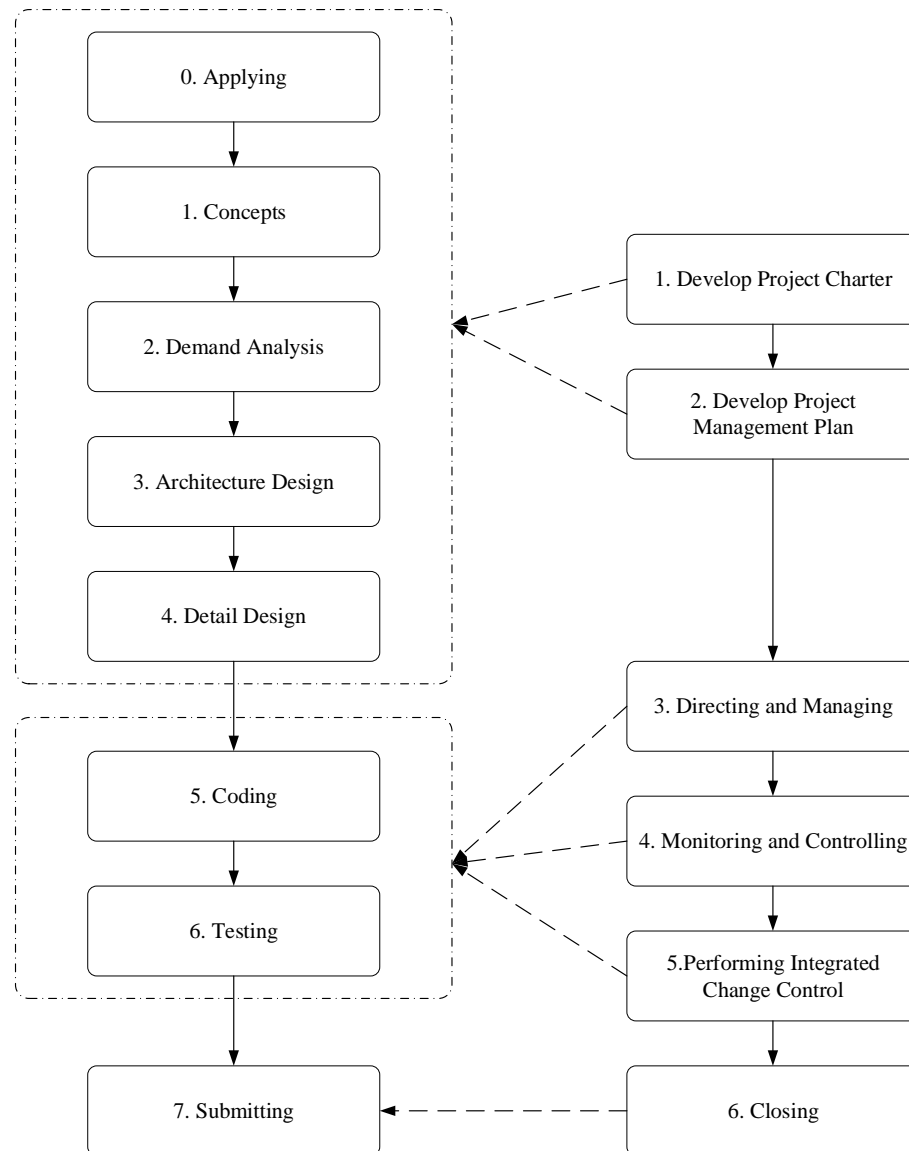 0. Applying
1. Concepts
2. Demand Analysis
3. Architecture Design
4. Detail Design
5. Coding
6. Testing
7. Submitting
1. Develop Project Charter
2. Develop Project
Management Plan
3. Directing and Managing
4. Monitoring and Controlling
5.Performing Integrated
Change Control
6. Closing